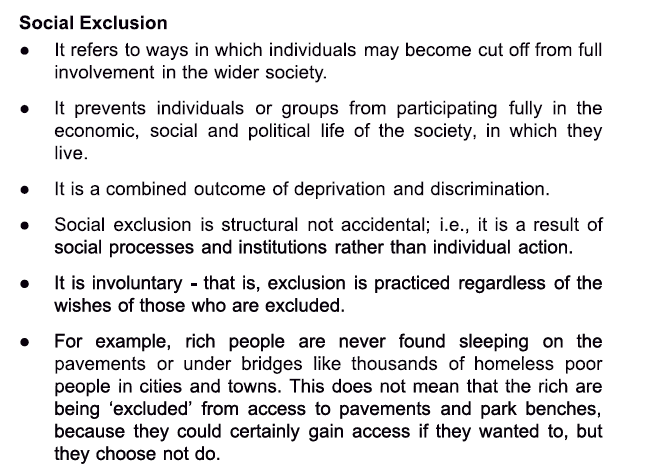 Social Exclusion
● It refers to ways in which individuals may become cut off from full
involvement in the wider society.
● It prevents individuals or groups from participating fully in the
economic, social and political life of the society, in which they
live.
● It is a combined outcome of deprivation and discrimination.
● Social exclusion is structural not accidental; i.e., it is a result of
social processes and institutions rather than individual action.
● It is involuntary - that is, exclusion is practiced regardless of the
wishes of those who are excluded.
● For example, rich people are never found sleeping on the
pavements or under bridges like thousands of homeless poor
people in cities and towns. This does not mean that the rich are
being ‘excluded’ from access to pavements and park benches,
because they could certainly gain access if they wanted to, but
they choose not do.